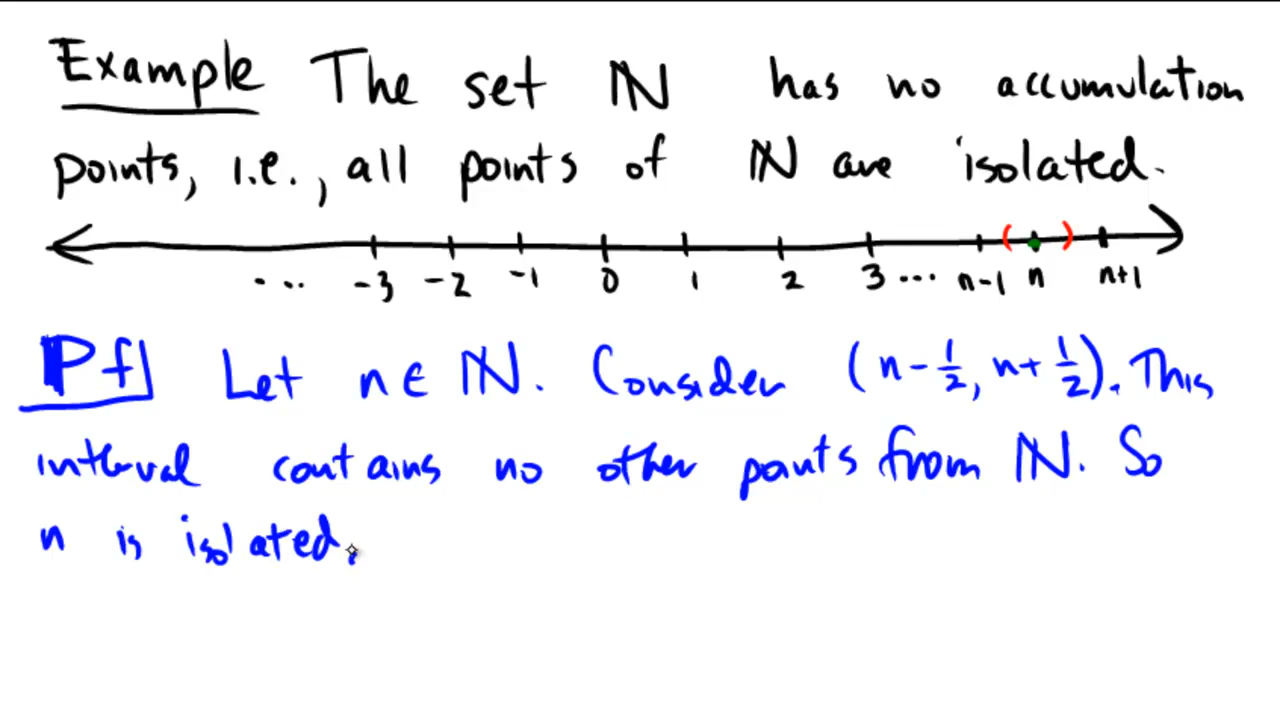 Example The set ℕ has no accumulation
points, i.e., all points of ℕ are isolated.
... -3 -2 -1 0 1 2 3 ... n-1 n n+1
Pf] Let n ∈ ℕ. Consider (n - 1/2, n + 1/2). This
interval contains no other points from ℕ. So
n is isolated.